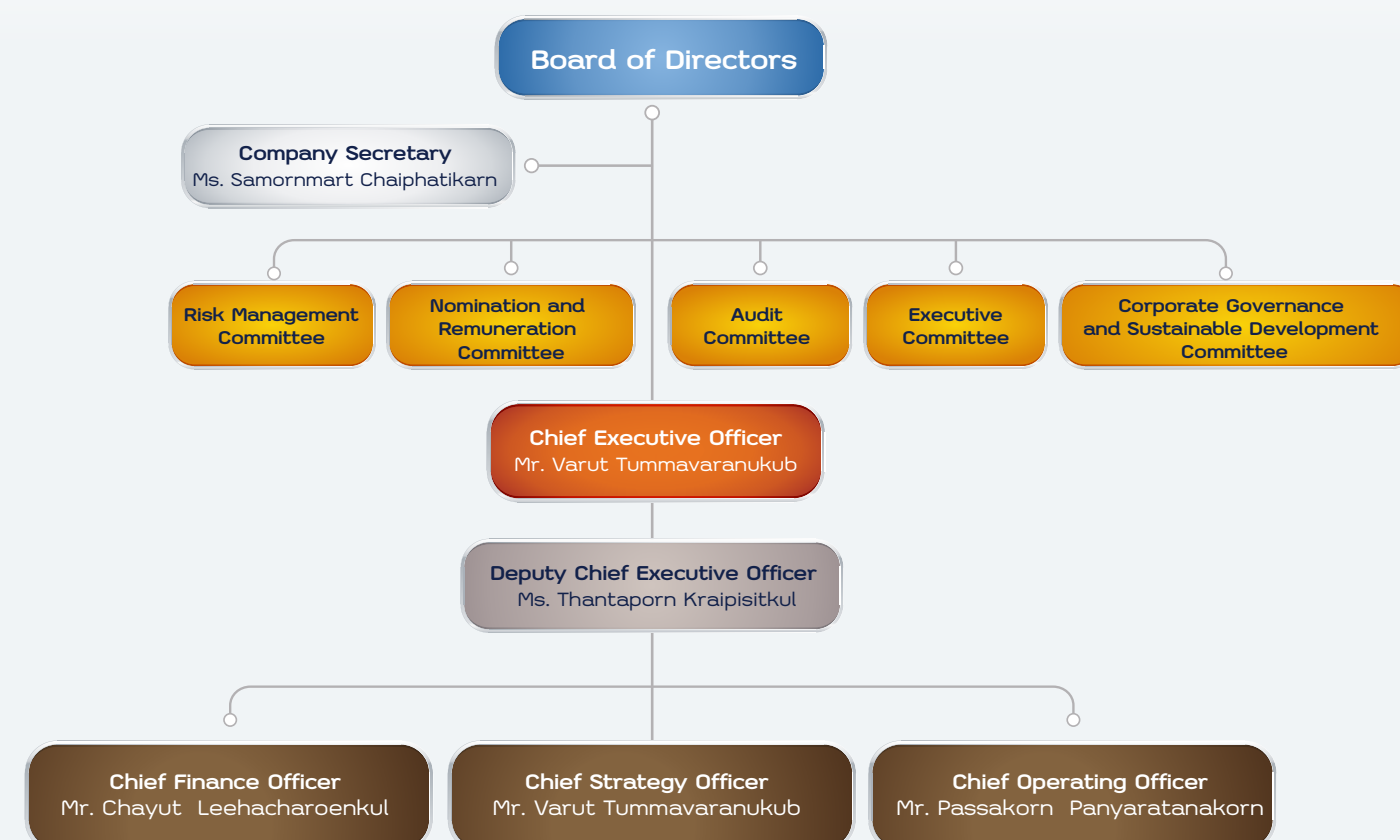 Board of Directors
Company Secretary
Ms. Samornmart Chaiphatikarn
Risk Management
Committee
Nomination and
Remuneration
Committee
Audit
Committee
Executive
Committee
Corporate Governance
and Sustainable Development
Committee
Chief Executive Officer
Mr. Varut Tummavaranukub
Deputy Chief Executive Officer
Ms. Thantaporn Kraipisitkul
Chief Finance Officer
Mr. Chayut  Leehacharoenkul
Chief Strategy Officer
Mr. Varut Tummavaranukub
Chief Operating Officer
Mr. Passakorn  Panyaratanakorn